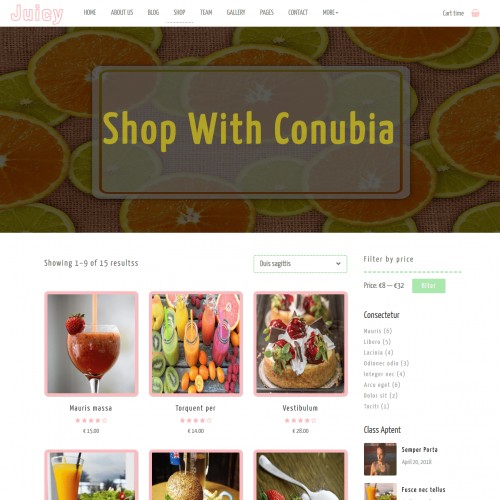 Juicy
HOME ABOUT US BLOG SHOP TEAM GALLERY PAGES CONTACT MORE
Cart time
Shop With Conubia
Showing 1–9 of 15 resultss
Duis sagittis
Filter by price
Price: €8 — €32
filter
Consectetur
Mauris (6)
Libero (5)
Lacinia (4)
Odioner odio (3)
Integer nec (4)
Arcu eget (6)
Dolor sit (2)
Taciti (1)
Mauris massa
€ 15.00
Torquent per
€ 14.00
Vestibulum
€ 28.00
Class Aptent
Semper Porta
April 20, 2018
Fusce nec tellus